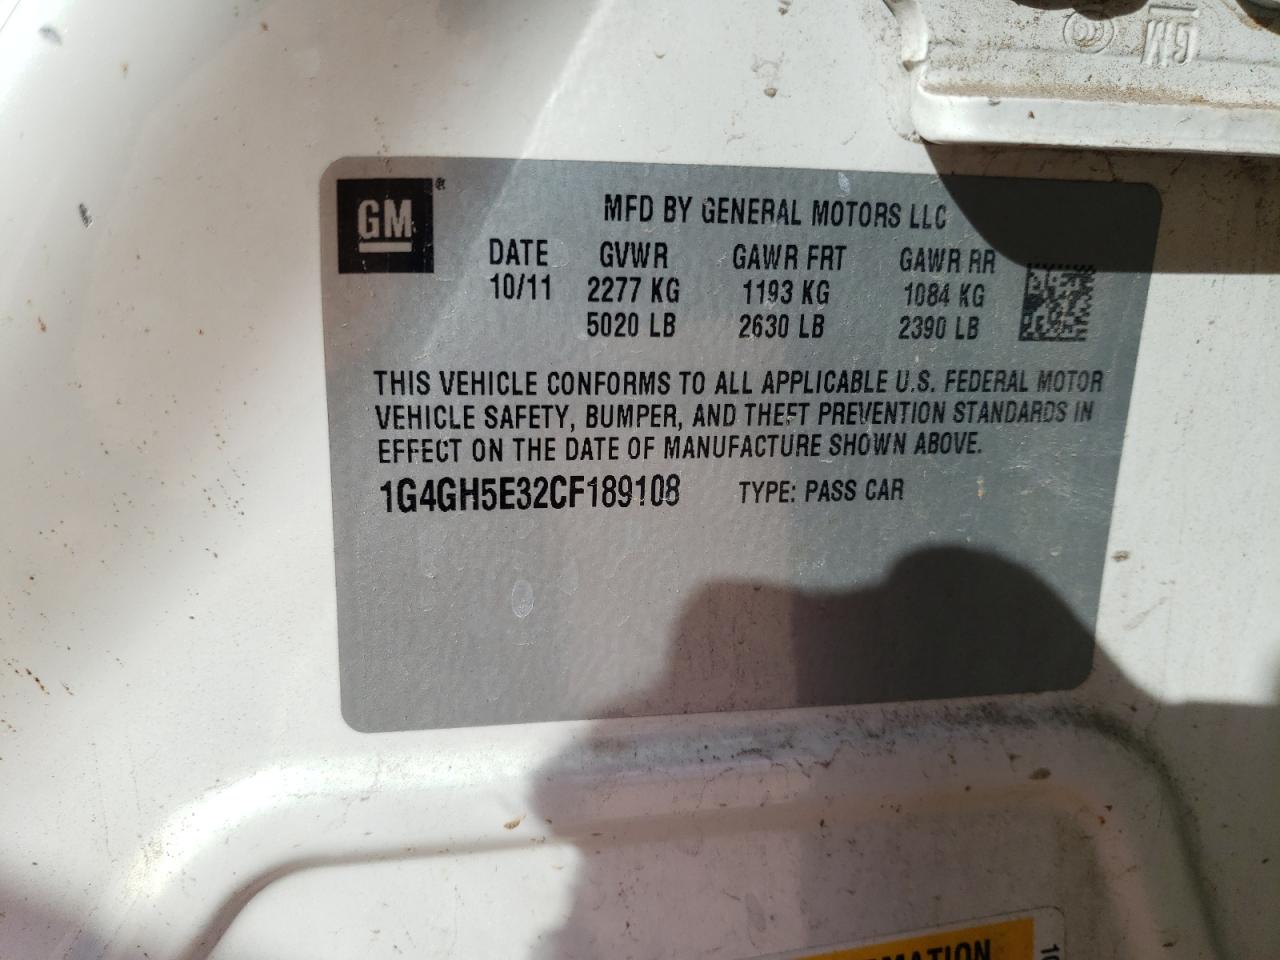 GM
GM®
MFD BY GENERAL MOTORS LLC
DATE GVWR GAWR FRT GAWR RR
10/11 2277 KG 1193 KG 1084 KG
5020 LB 2630 LB 2390 LB
THIS VEHICLE CONFORMS TO ALL APPLICABLE U.S. FEDERAL MOTOR
VEHICLE SAFETY, BUMPER, AND THEFT PREVENTION STANDARDS IN
EFFECT ON THE DATE OF MANUFACTURE SHOWN ABOVE.
1G4GH5E32CF189108 TYPE: PASS CAR